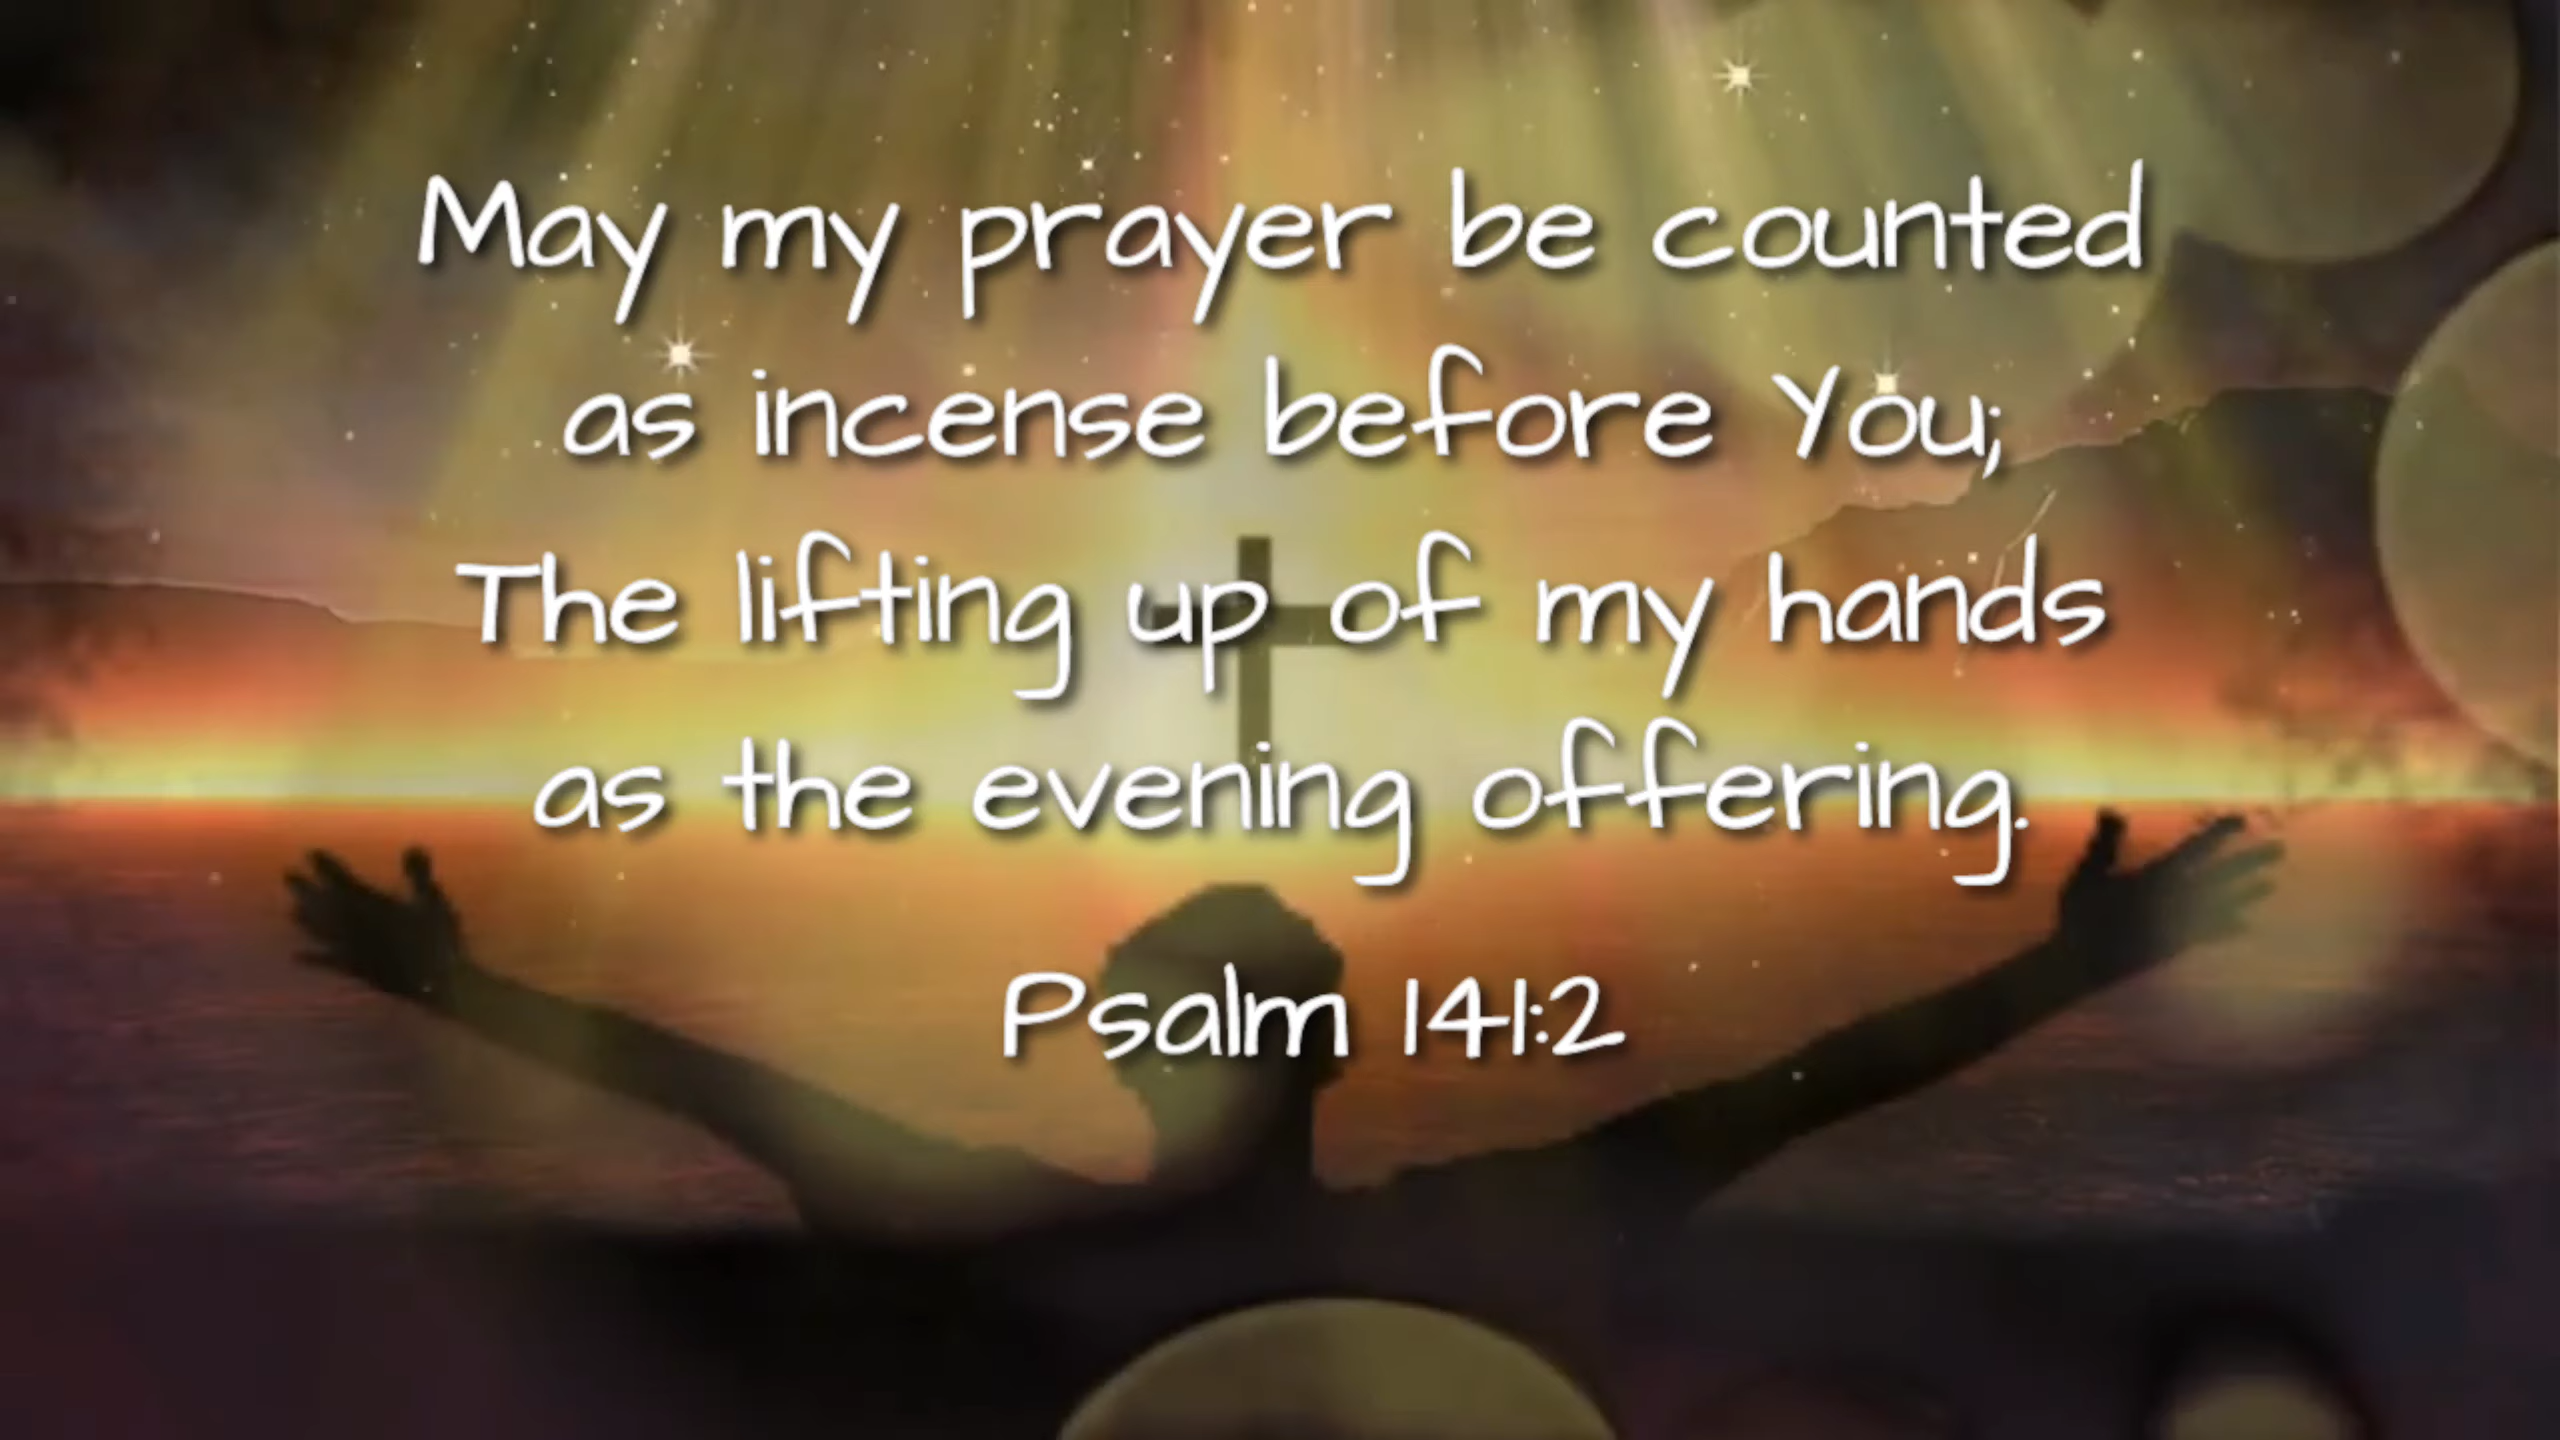 May my prayer be counted
as incense before You;
The lifting up of my hands
as the evening offering.
Psalm 141:2